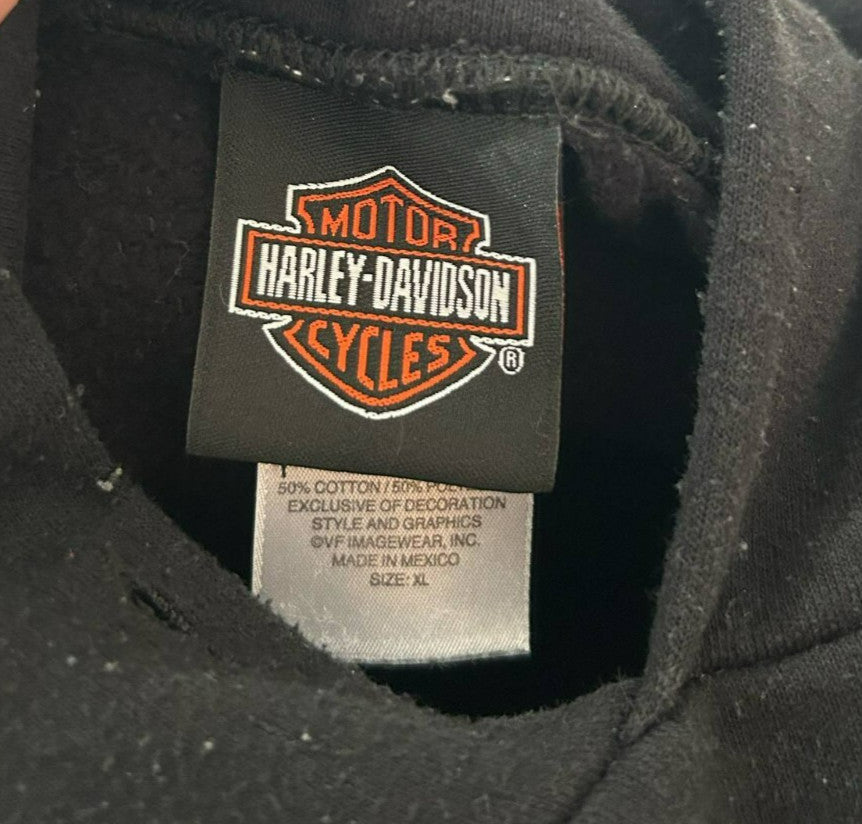 MOTOR
HARLEY-DAVIDSON
CYCLES
®
50% COTTON / 50%
EXCLUSIVE OF DECORATION
STYLE AND GRAPHICS
©VF IMAGEWEAR, INC.
MADE IN MEXICO
SIZE: XL